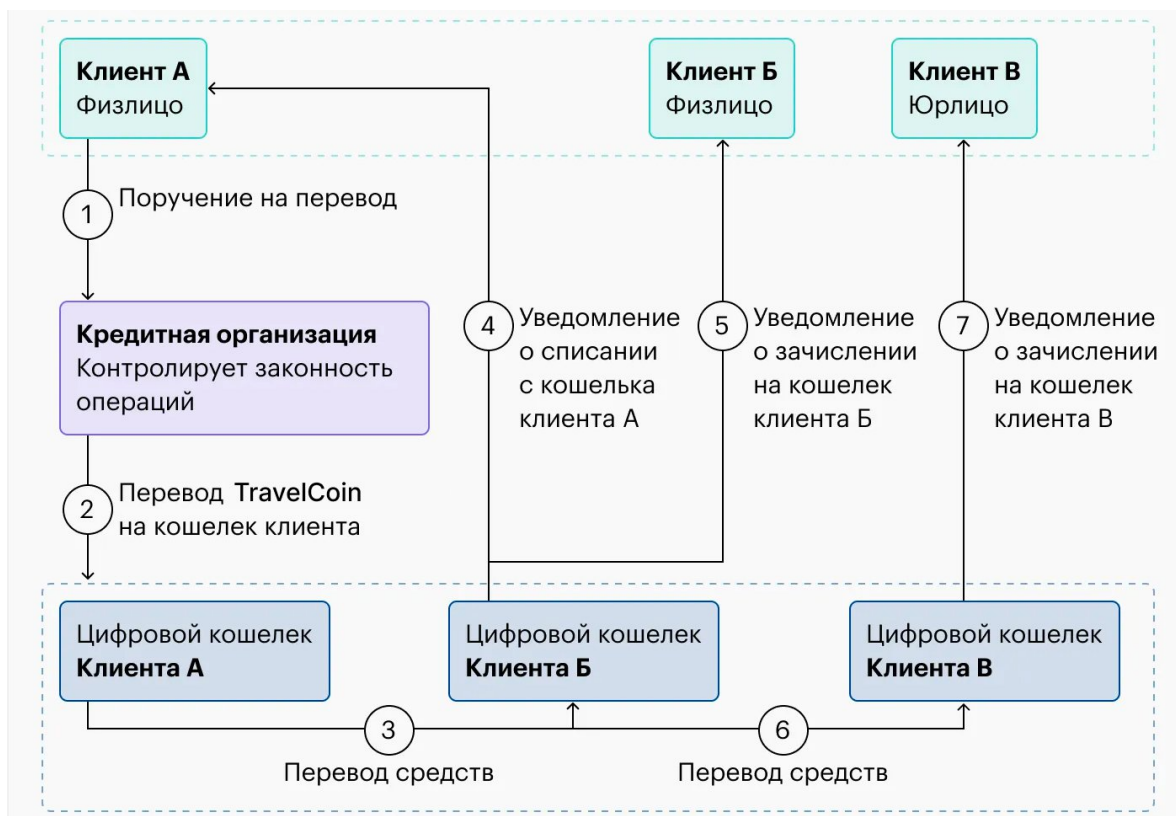 Клиент А
Физлицо
Клиент Б
Физлицо
Клиент В
Юрлицо
1
Поручение на перевод
Кредитная организация
Контролирует законность
операций
4
Уведомление
о списании
с кошелька
клиента А
5
Уведомление
о зачислении
на кошелек
клиента Б
7
Уведомление
о зачислении
на кошелек
клиента В
2
Перевод TravelCoin
на кошелек клиента
Цифровой кошелек
Клиента А
Цифровой кошелек
Клиента Б
Цифровой кошелек
Клиента В
3
Перевод средств
6
Перевод средств